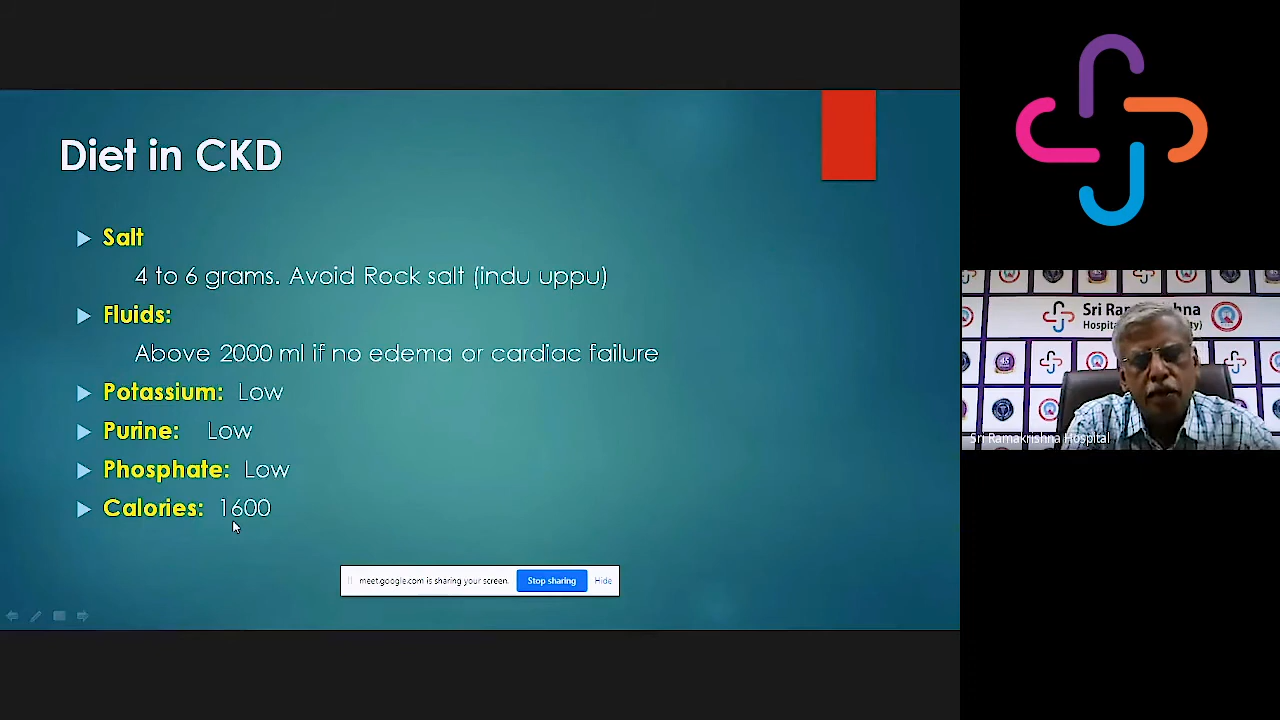 Diet in CKD
Salt
4 to 6 grams. Avoid Rock salt (indu uppu)
Fluids:
Above 2000 ml if no edema or cardiac failure
Potassium: Low
Purine: Low
Phosphate: Low
Calories: 1600
meet.google.com is sharing your screen.
Stop sharing
Hide
Sri Ramakrishna Hospital